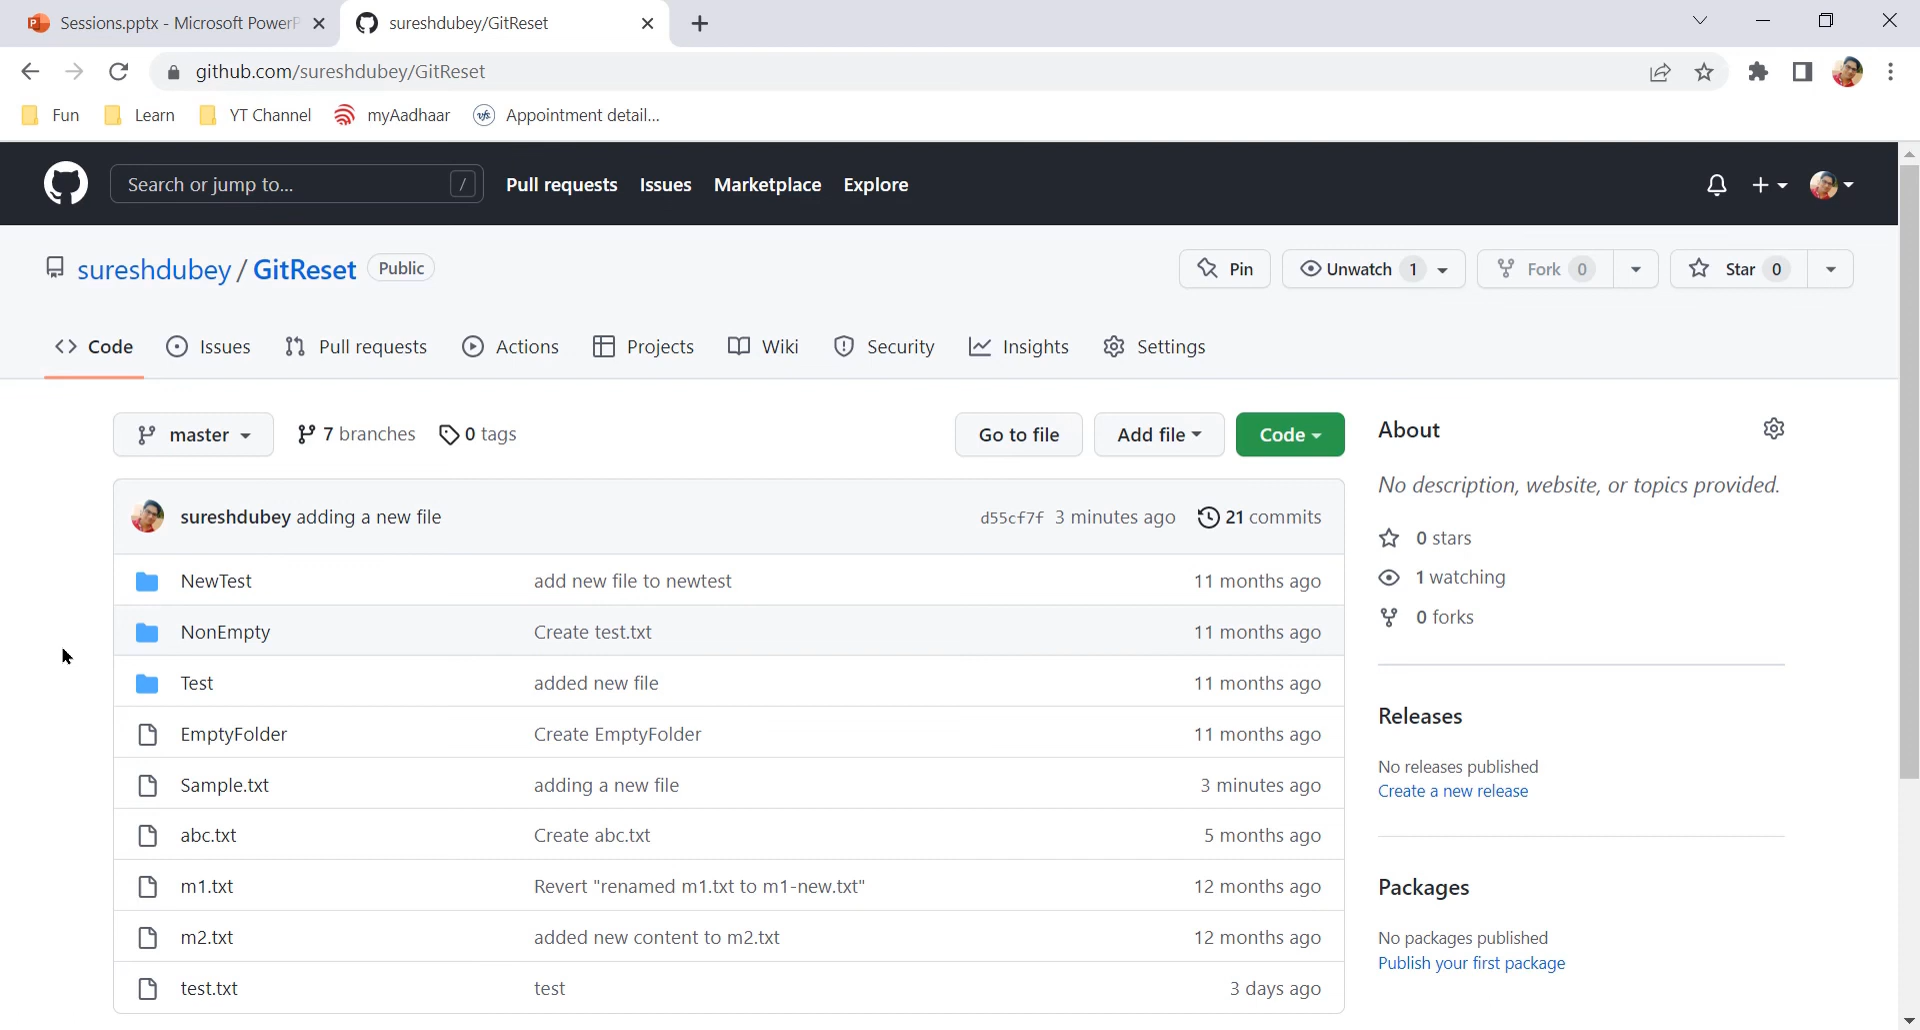 Sessions.pptx - Microsoft PowerP
sureshdubey/GitReset
github.com/sureshdubey/GitReset
Fun Learn YT Channel myAadhaar vfs Appointment detail...
Search or jump to... / Pull requests Issues Marketplace Explore
sureshdubey / GitReset Public Pin Unwatch 1 Fork 0 Star 0
Code Issues Pull requests Actions Projects Wiki Security Insights Settings
master 7 branches 0 tags Go to file Add file Code
sureshdubey adding a new file d55cf7f 3 minutes ago 21 commits
NewTest add new file to newtest 11 months ago
NonEmpty Create test.txt 11 months ago
Test added new file 11 months ago
EmptyFolder Create EmptyFolder 11 months ago
Sample.txt adding a new file 3 minutes ago
abc.txt Create abc.txt 5 months ago
m1.txt Revert "renamed m1.txt to m1-new.txt" 12 months ago
m2.txt added new content to m2.txt 12 months ago
test.txt test 3 days ago
About
No description, website, or topics provided.
0 stars
1 watching
0 forks
Releases
No releases published
Create a new release
Packages
No packages published
Publish your first package